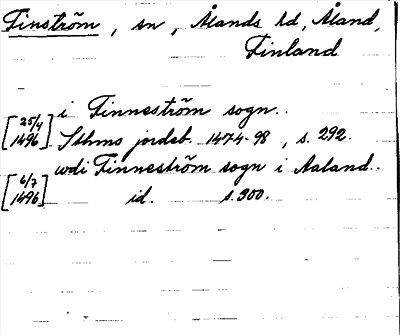 Finström, sn, Ålands hd, Åland,
Finland
[25/4 1496] i Finneström sogn..
Sthms jordeb. 1474-98, s. 292.
[6/7 1496] wdi Finneström sogn i Aaland..
id. s. 300.